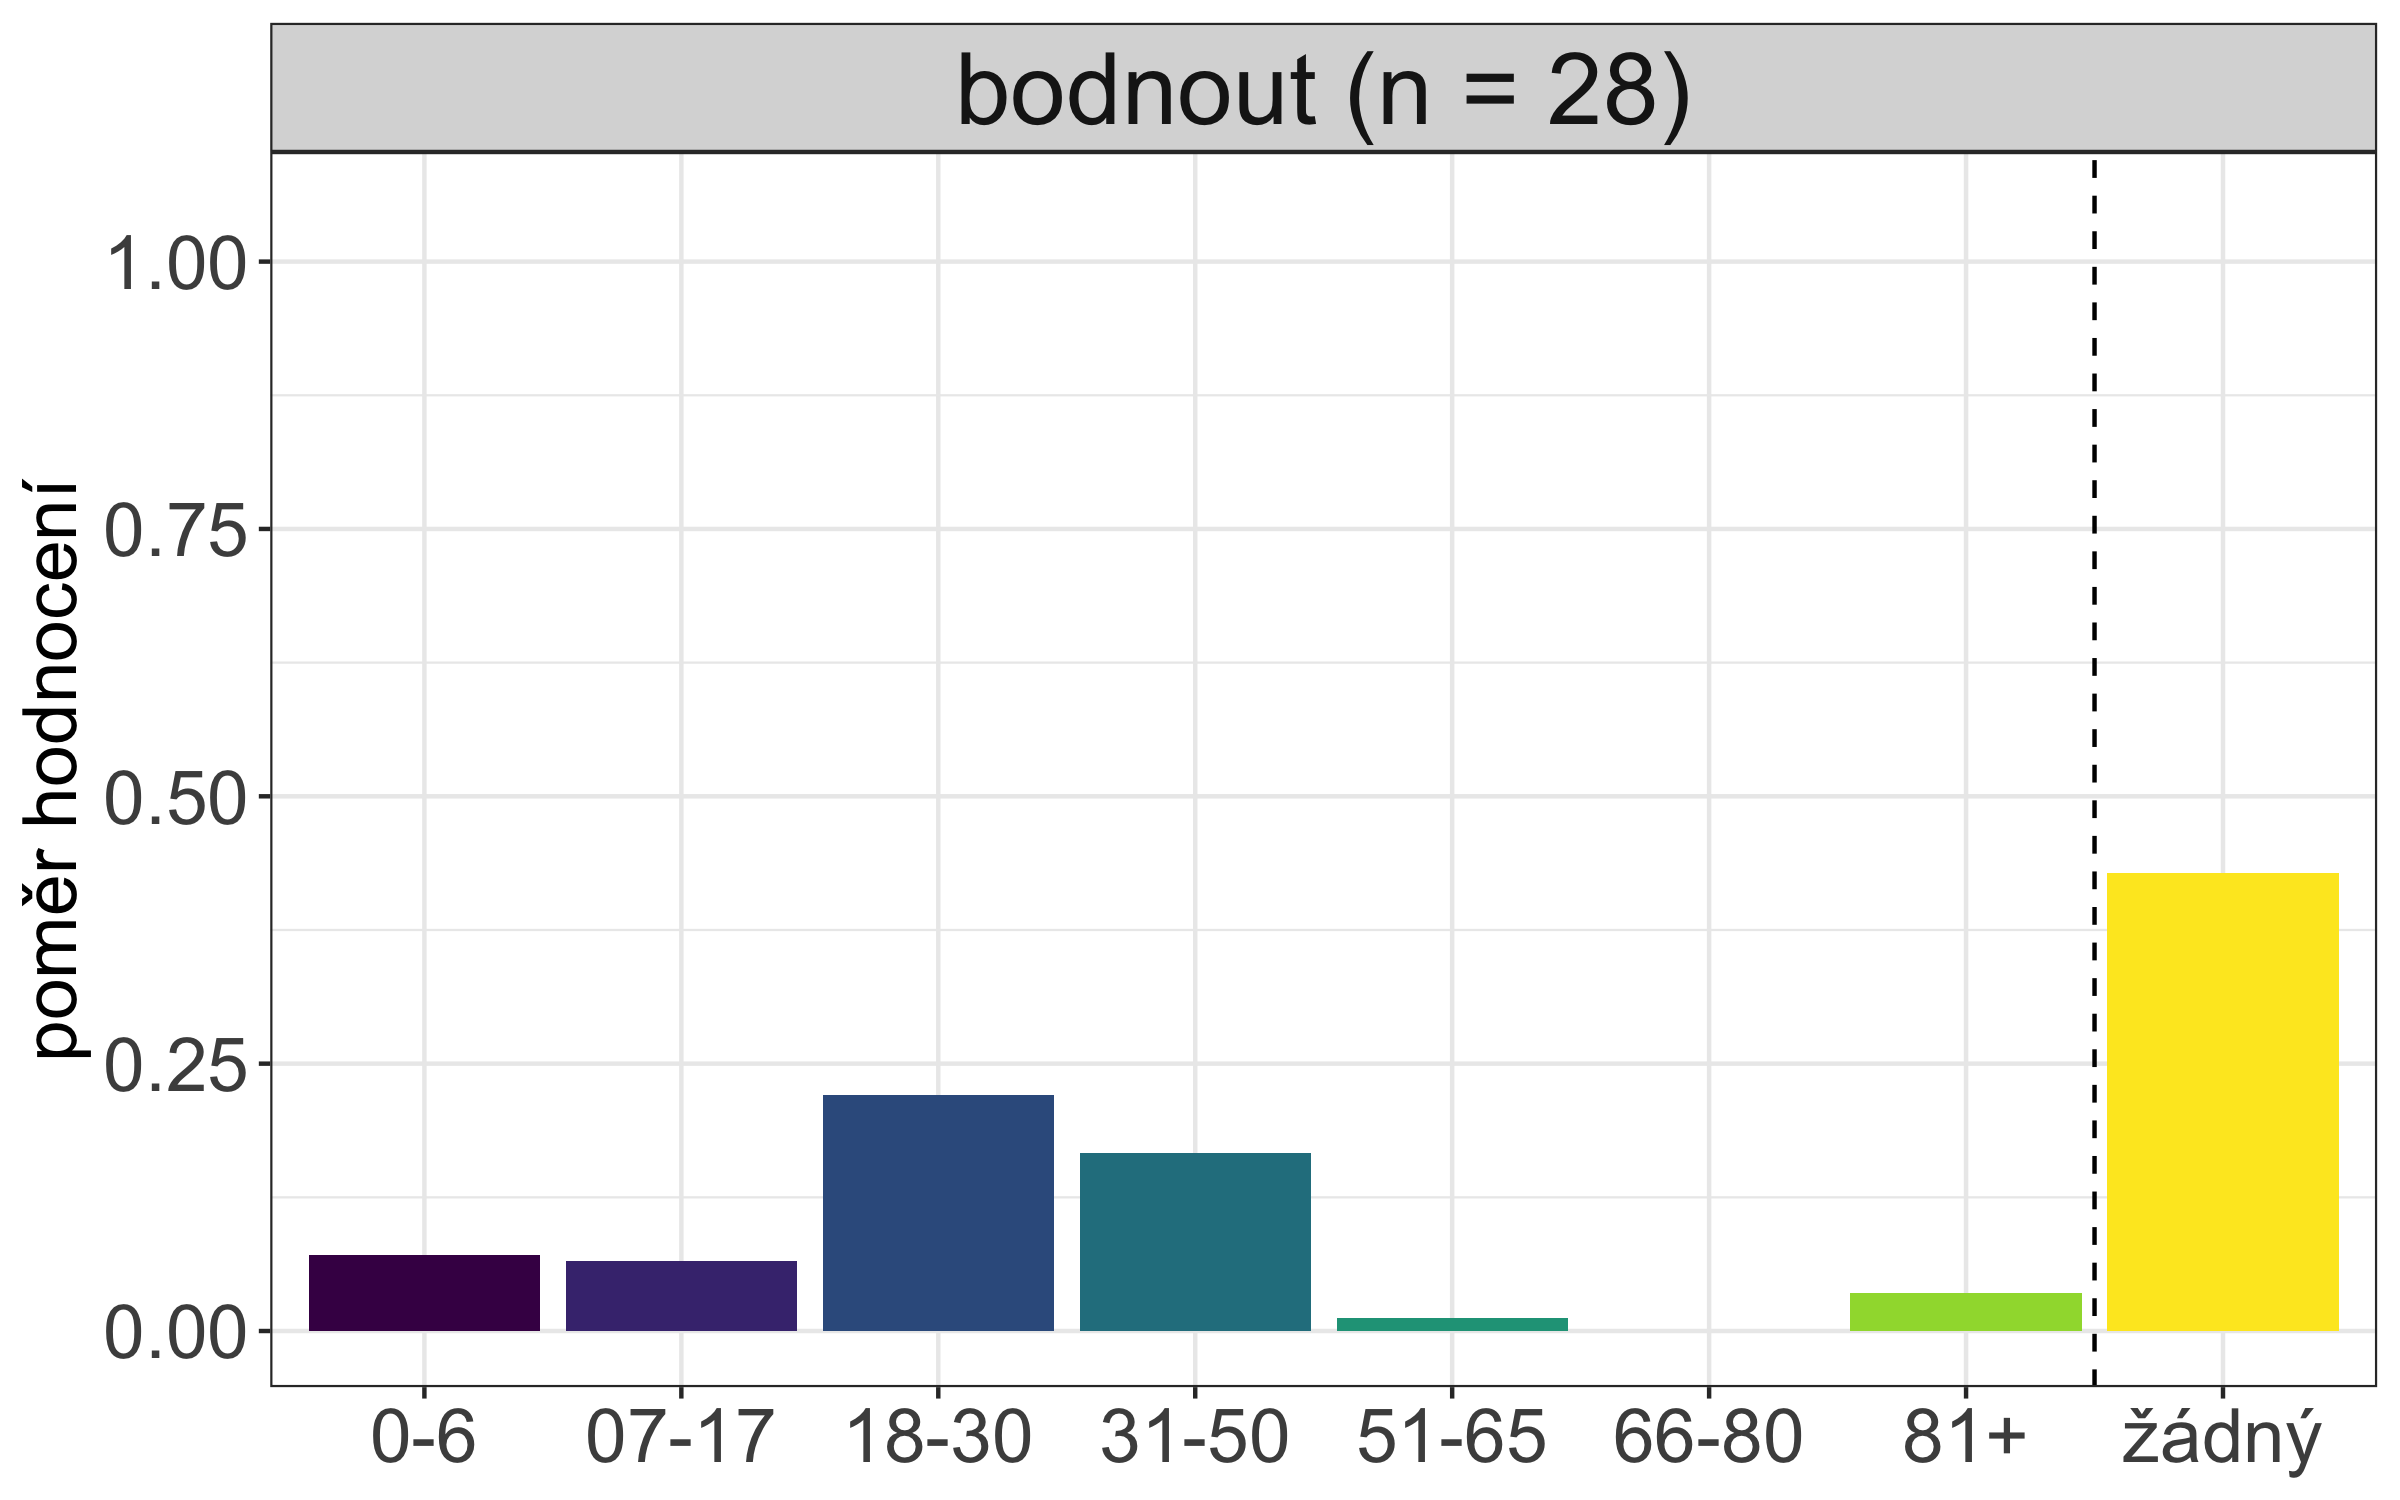 bodnout (n = 28)
poměr hodnocení
1.00
0.75
0.50
0.25
0.00
0-6 07-17 18-30 31-50 51-65 66-80 81+ žádný